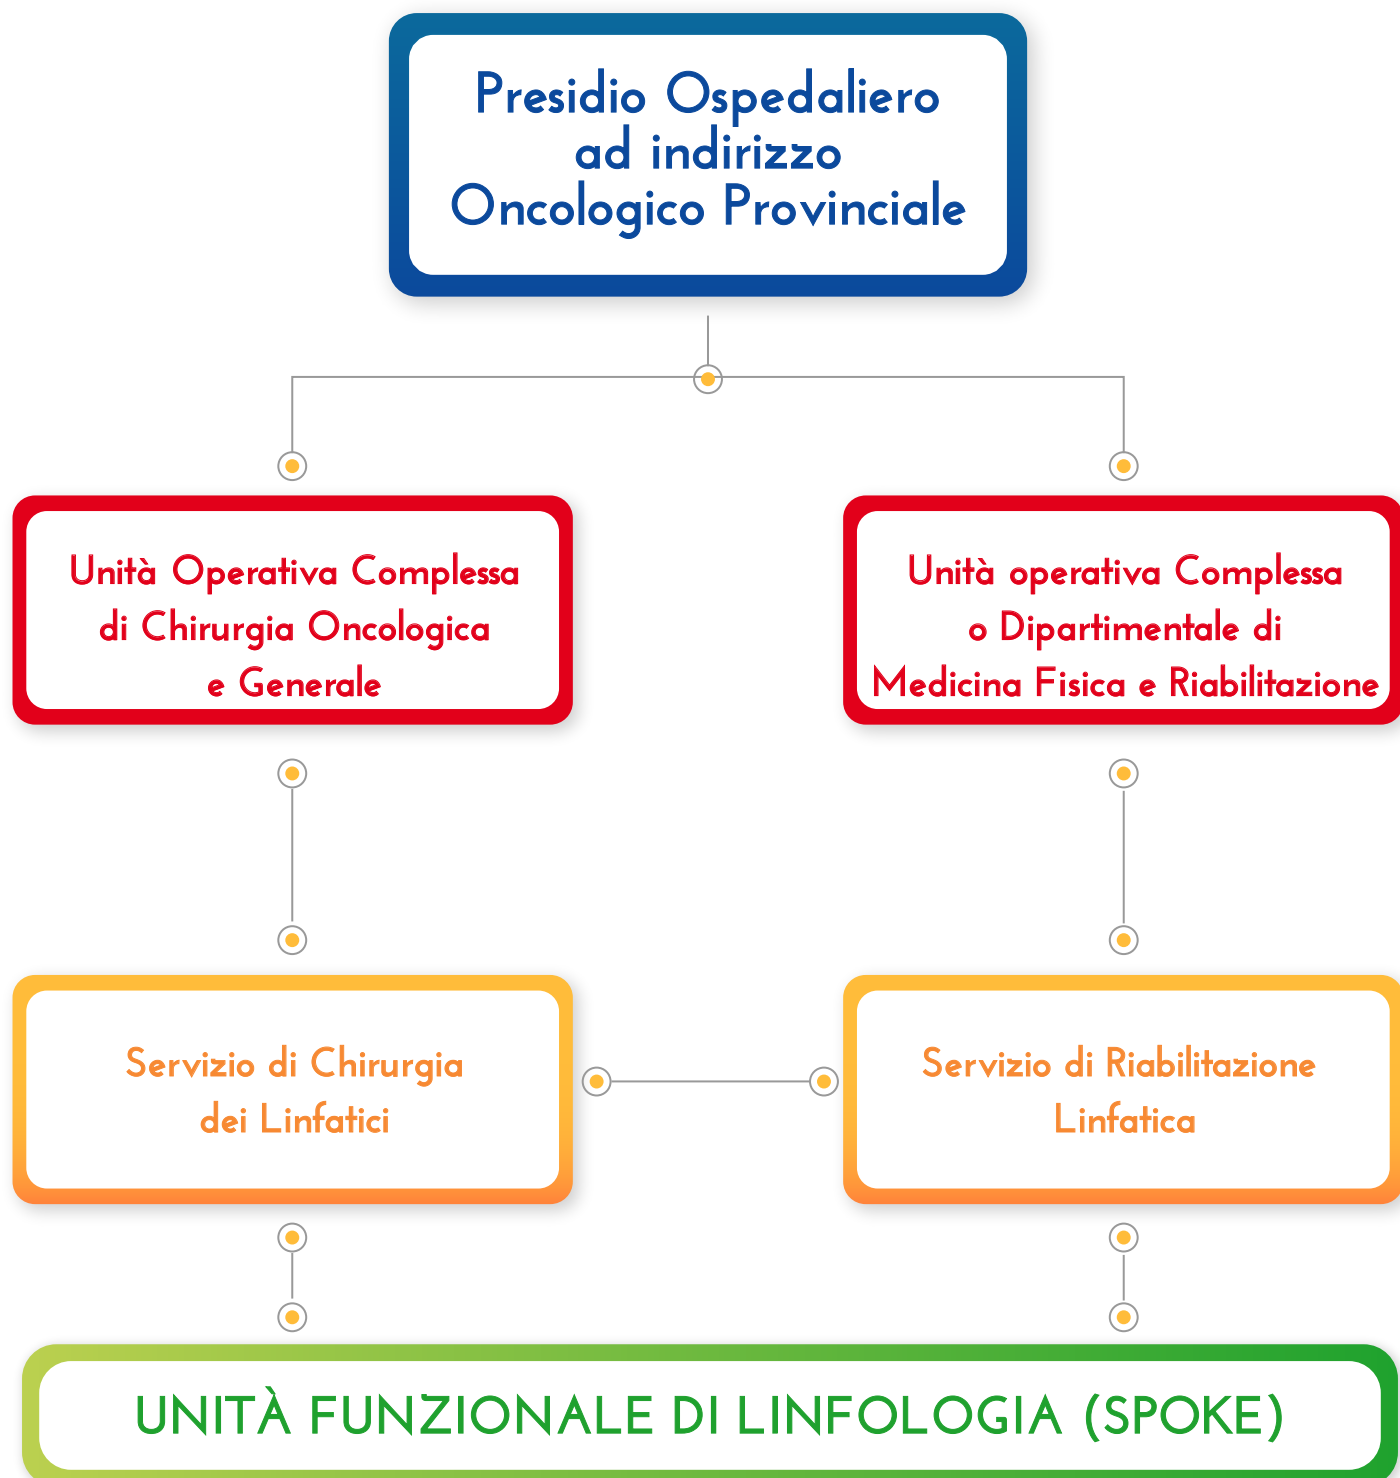 Presidio Ospedaliero
ad indirizzo
Oncologico Provinciale
Unità Operativa Complessa
di Chirurgia Oncologica
e Generale
Unità operativa Complessa
o Dipartimentale di
Medicina Fisica e Riabilitazione
Servizio di Chirurgia
dei Linfatici
Servizio di Riabilitazione
Linfatica
UNITÀ FUNZIONALE DI LINFOLOGIA (SPOKE)